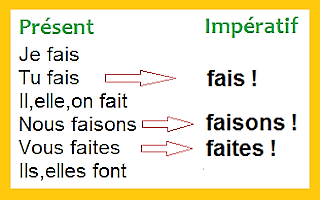 Présent Impératif
Je fais
Tu fais fais !
Il,elle,on fait
Nous faisons faisons !
Vous faites faites !
Ils,elles font